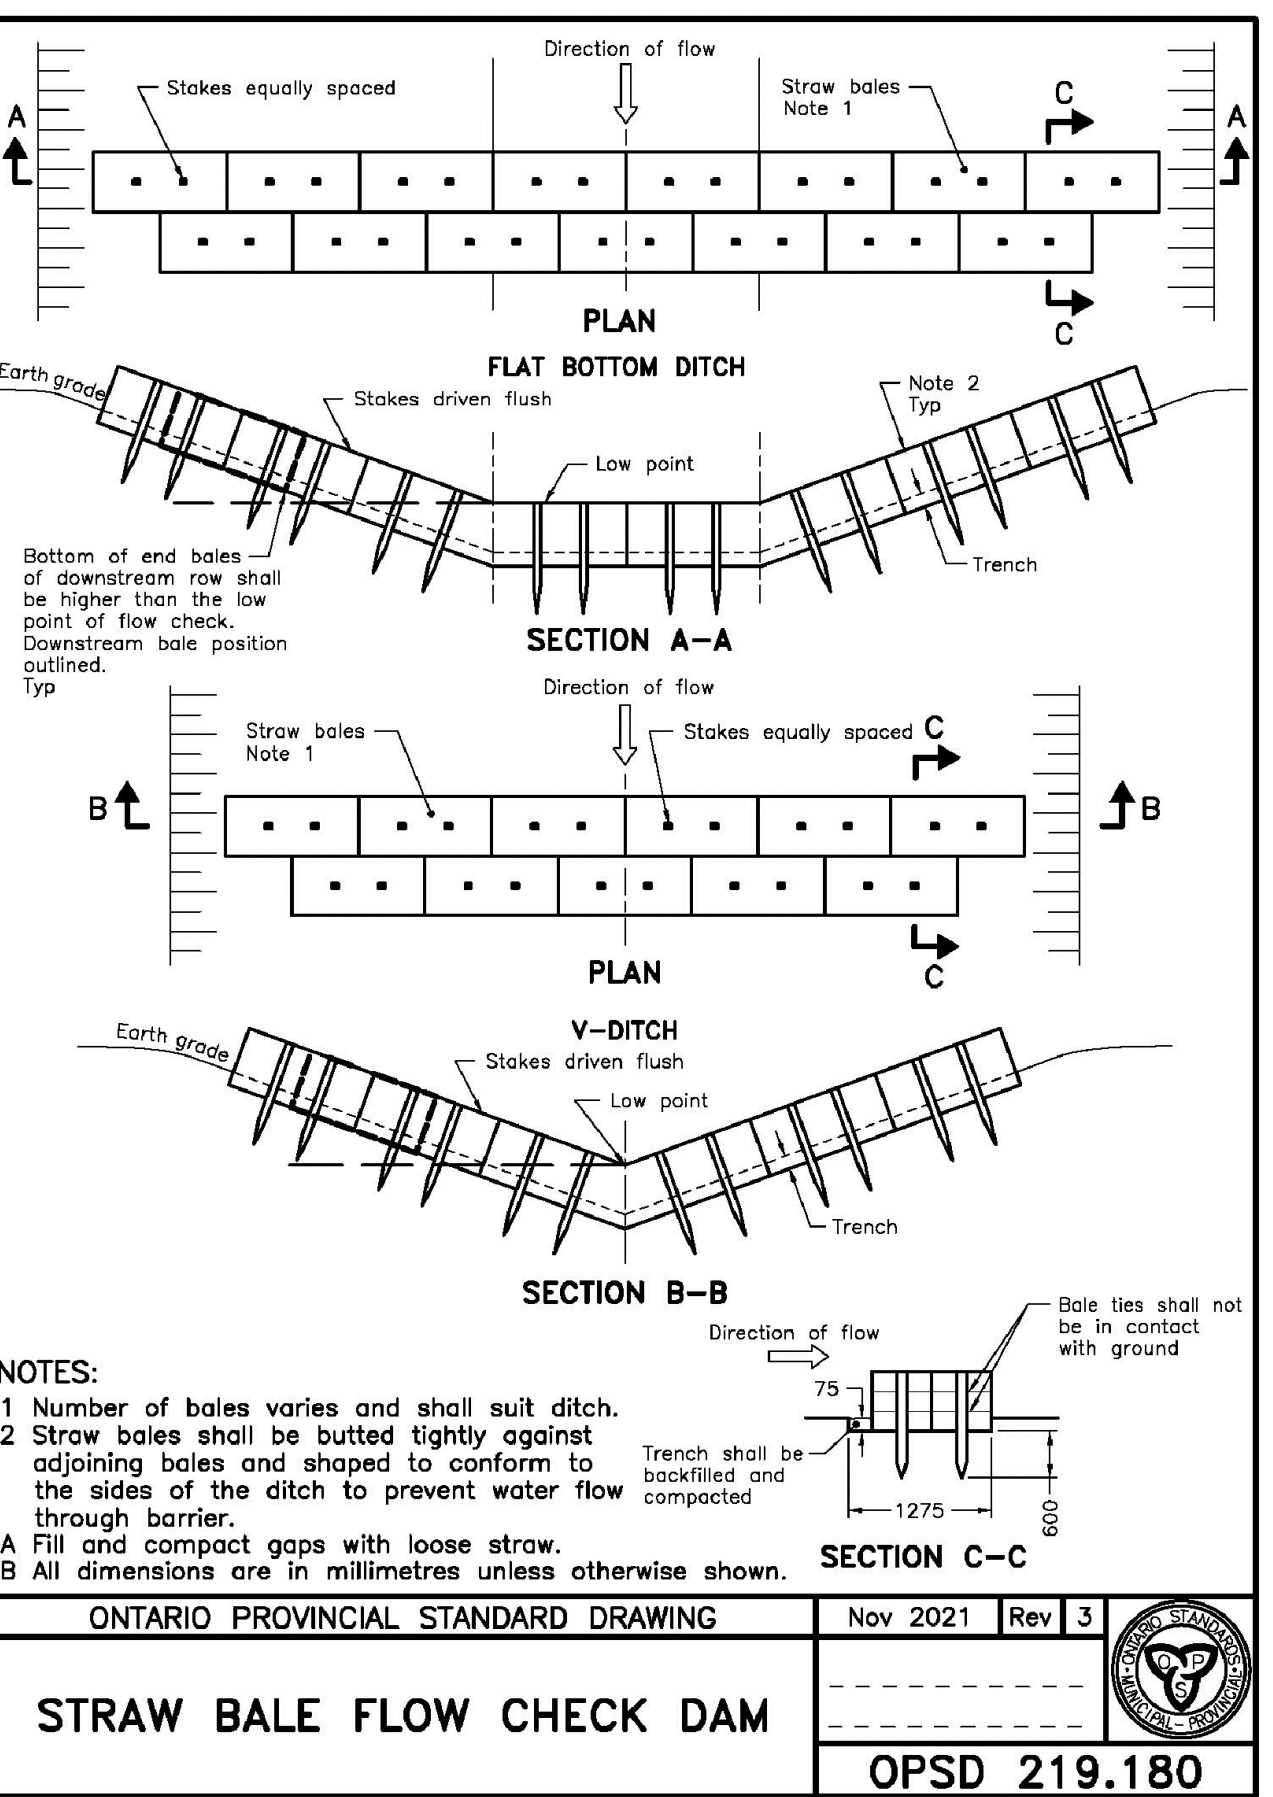 Direction of flow
Stakes equally spaced
Straw bales
Note 1
C
A
A
C
PLAN
FLAT BOTTOM DITCH
Earth grade
Stakes driven flush
Note 2
Typ
Low point
Trench
Bottom of end bales
of downstream row shall
be higher than the low
point of flow check.
Downstream bale position
outlined.
Typ
SECTION A-A
Direction of flow
Straw bales
Note 1
Stakes equally spaced
C
B
B
C
PLAN
V-DITCH
Earth grade
Stakes driven flush
Low point
Trench
SECTION B-B
Direction of flow
Bale ties shall not
be in contact
with ground
75
Trench shall be
backfilled and
compacted
1275
600
SECTION C-C
NOTES:
1 Number of bales varies and shall suit ditch.
2 Straw bales shall be butted tightly against
adjoining bales and shaped to conform to
the sides of the ditch to prevent water flow
through barrier.
A Fill and compact gaps with loose straw.
B All dimensions are in millimetres unless otherwise shown.
ONTARIO PROVINCIAL STANDARD DRAWING
Nov 2021
Rev
3
STRAW BALE FLOW CHECK DAM
ONTARIO STANDARDS
MUNICIPAL-PROVINCIAL
O P
S
OPSD 219.180